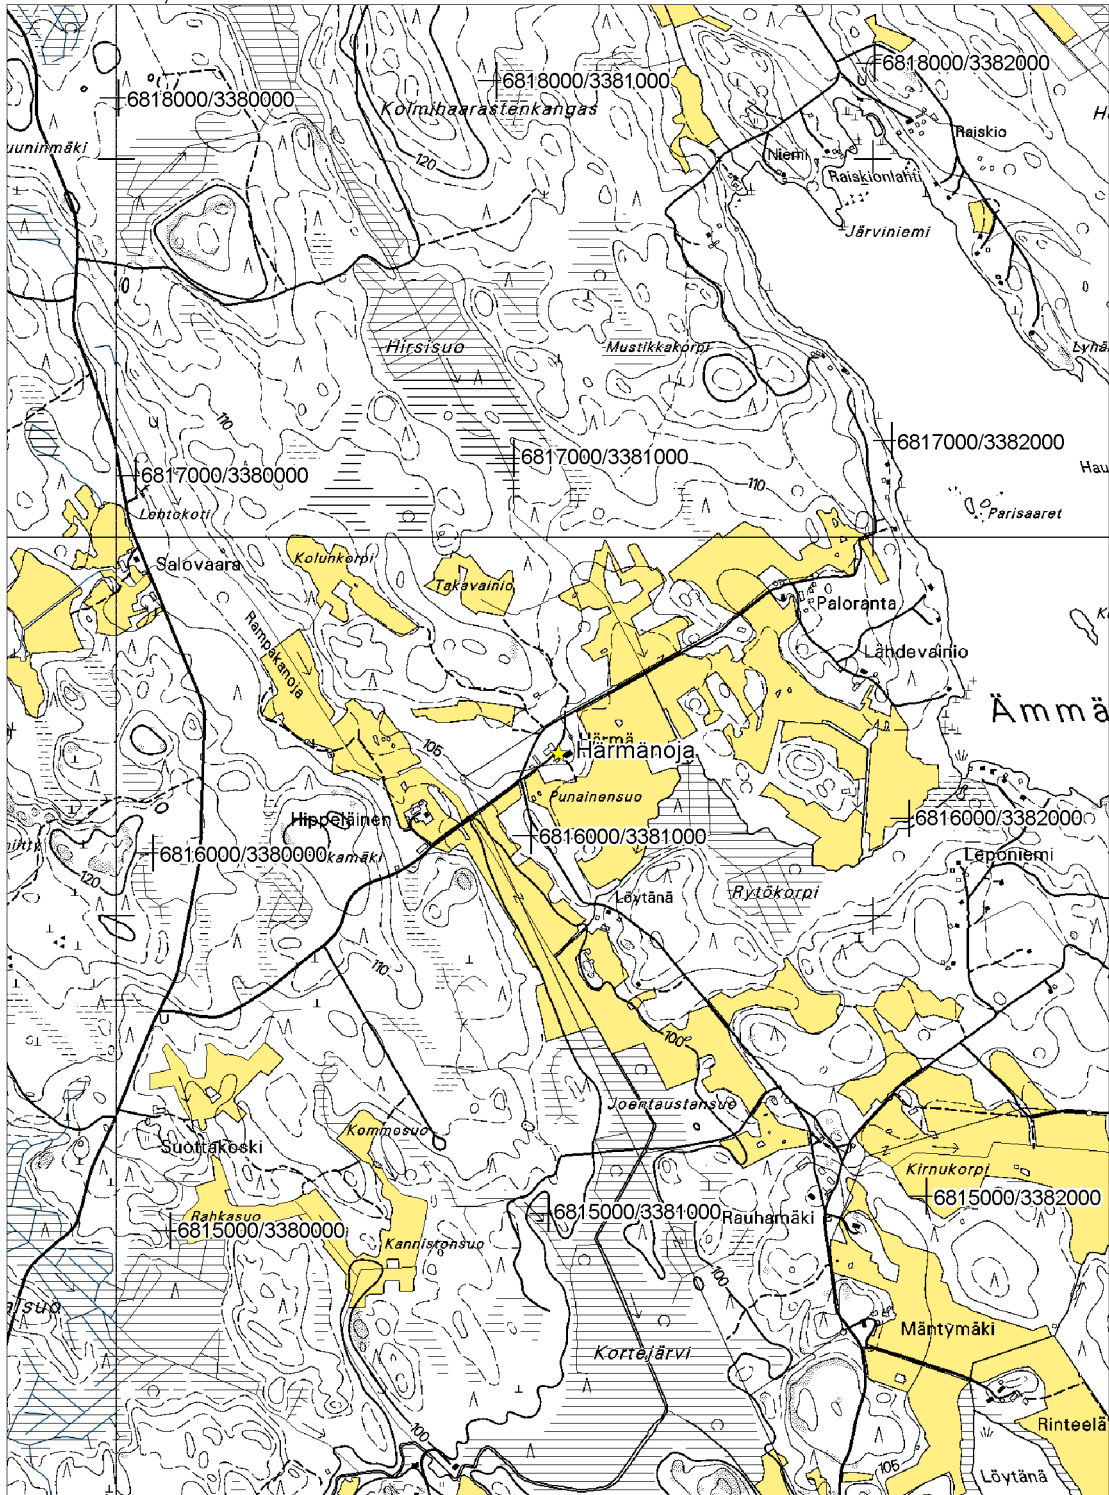 6818000/3382000
6818000/3381000
6818000/3380000
Kolmihaarastenkangas
Raiskio
120
Niemi
Raiskionlahti
Järviniemi
Hirsisuo
Mustikkakorpi
110
6817000/3382000
6817000/3381000
6817000/3380000
110
Lehtokoti
Parisaaret
Salovaara
Kolunkorpi
Takavainio
Paloranta
Rampakanoja
Lähdevainio
Ämmä
105
Härmä
Härmänoja
Punainensuo
Hippeläinen
6816000/3382000
6816000/3381000
6816000/3380000
kamäki
Leponiemi
120
Rytökorpi
Löytänä
110
100
Joentaustansuo
Kommosuo
Suottakoski
Kirnukorpi
6815000/3382000
6815000/3381000
Rauhamäki
Rahkasuo
6815000/3380000
Kannistonsuo
100
Mäntymäki
Kortejärvi
Rinteelä
100
105
Löytänä